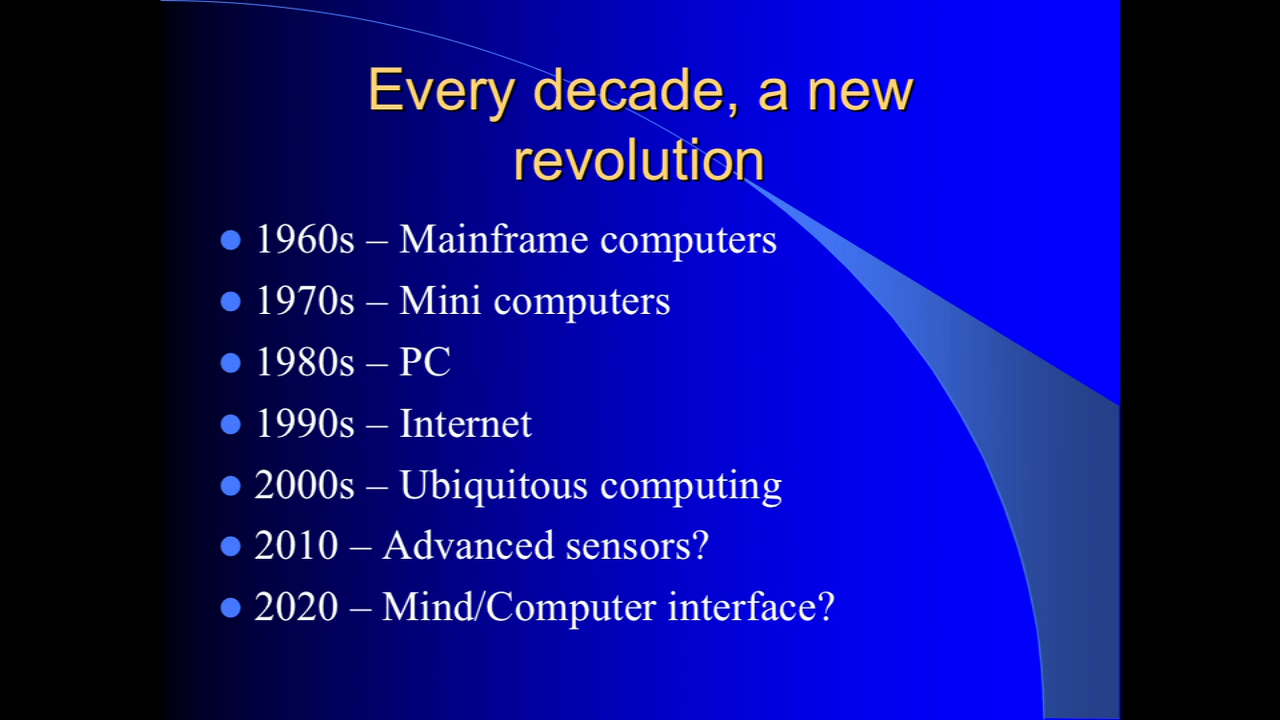 Every decade, a new
revolution
1960s – Mainframe computers
1970s – Mini computers
1980s – PC
1990s – Internet
2000s – Ubiquitous computing
2010 – Advanced sensors?
2020 – Mind/Computer interface?